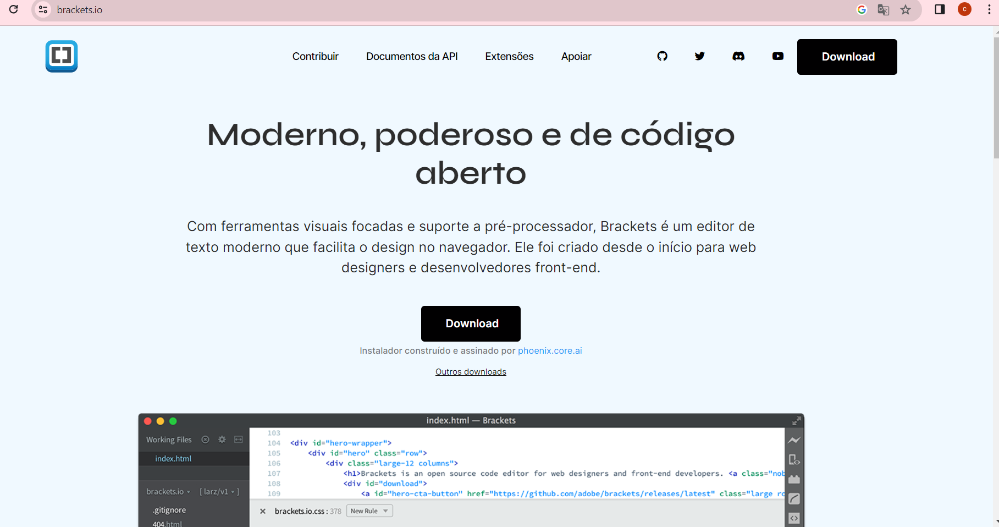 brackets.io
C
Contribuir Documentos da API Extensões Apoiar Download
Moderno, poderoso e de código
aberto
Com ferramentas visuais focadas e suporte a pré-processador, Brackets é um editor de
texto moderno que facilita o design no navegador. Ele foi criado desde o início para web
designers e desenvolvedores front-end.
Download
Instalador construído e assinado por phoenix.core.ai
Outros downloads
index.html — Brackets
Working Files
index.html
brackets.io [ larz/v1 ]
.gitignore
404.html
103
104 <div id="hero-wrapper">
105 <div id="hero" class="row">
106 <div class="large-12 columns">
107 <h1>Brackets is an open source code editor for web designers and front-end developers. <a class="nob
108 <div id="download">
109 <a id="hero-cta-button" href="https://github.com/adobe/brackets/releases/latest" class="large ro
brackets.io.css : 378 New Rule